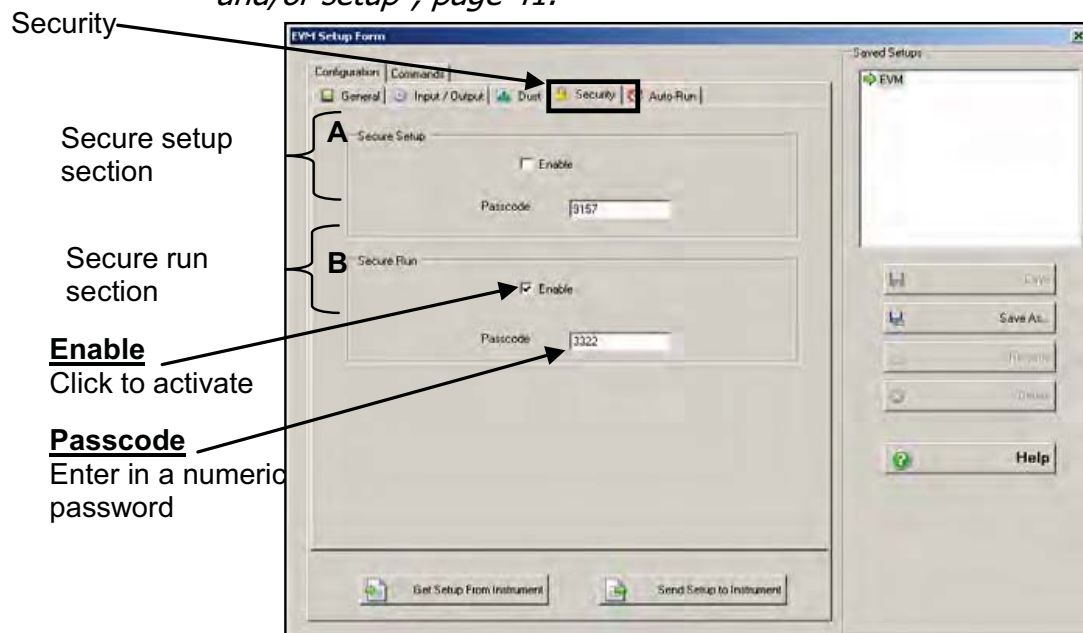 and/or setup", page 41.
Security
EVM Setup Form
Saved Setups
Configuration Commands
EVM
General Input / Output Dust Security Auto-Run
Secure setup
section
A Secure Setup
Enable
Passcode 3157
Secure run
section
B Secure Run
Enable
Passcode 3322
Save
Save As...
Rename
Delete
Help
Enable
Click to activate
Passcode
Enter in a numeric
password
Get Setup From Instrument
Send Setup to Instrument